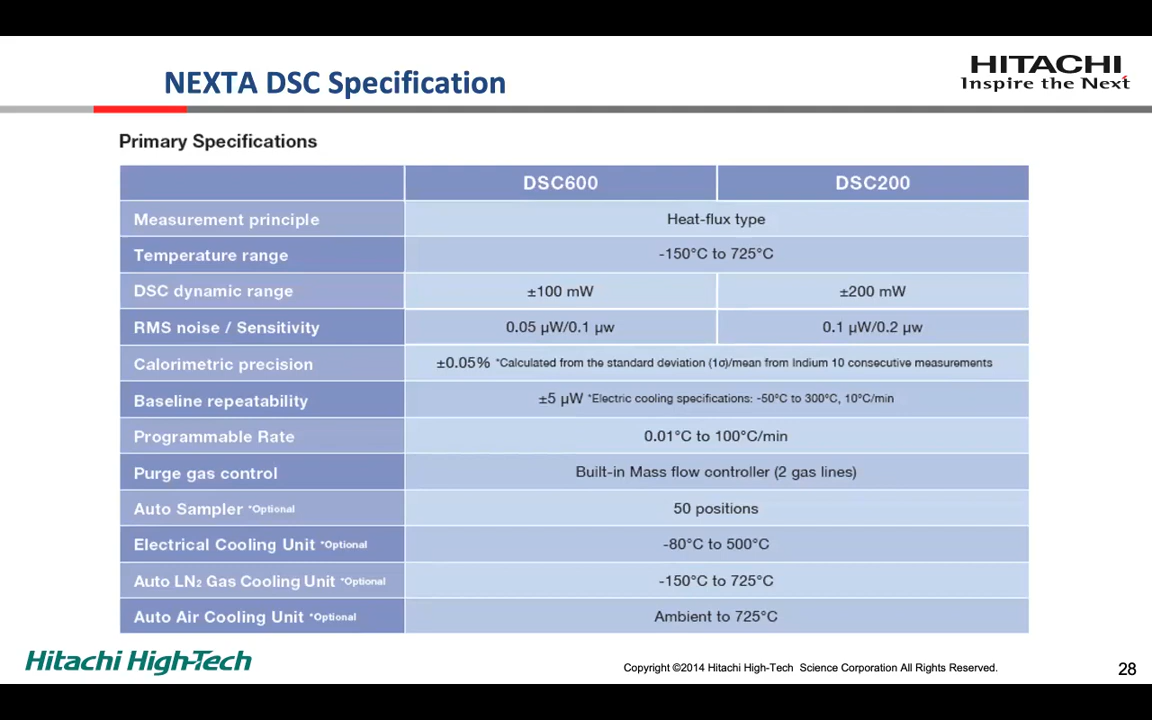 NEXTA DSC Specification
HITACHI
Inspire the Next
Primary Specifications
DSC600 DSC200
Measurement principle Heat-flux type
Temperature range -150°C to 725°C
DSC dynamic range ±100 mW ±200 mW
RMS noise / Sensitivity 0.05 μW/0.1 μw 0.1 μW/0.2 μw
Calorimetric precision ±0.05% *Calculated from the standard deviation (1σ)/mean from Indium 10 consecutive measurements
Baseline repeatability ±5 μW *Electric cooling specifications: -50°C to 300°C, 10°C/min
Programmable Rate 0.01°C to 100°C/min
Purge gas control Built-in Mass flow controller (2 gas lines)
Auto Sampler *Optional 50 positions
Electrical Cooling Unit *Optional -80°C to 500°C
Auto LN₂ Gas Cooling Unit *Optional -150°C to 725°C
Auto Air Cooling Unit *Optional Ambient to 725°C
Hitachi High-Tech
Copyright ©2014 Hitachi High-Tech Science Corporation All Rights Reserved.
28